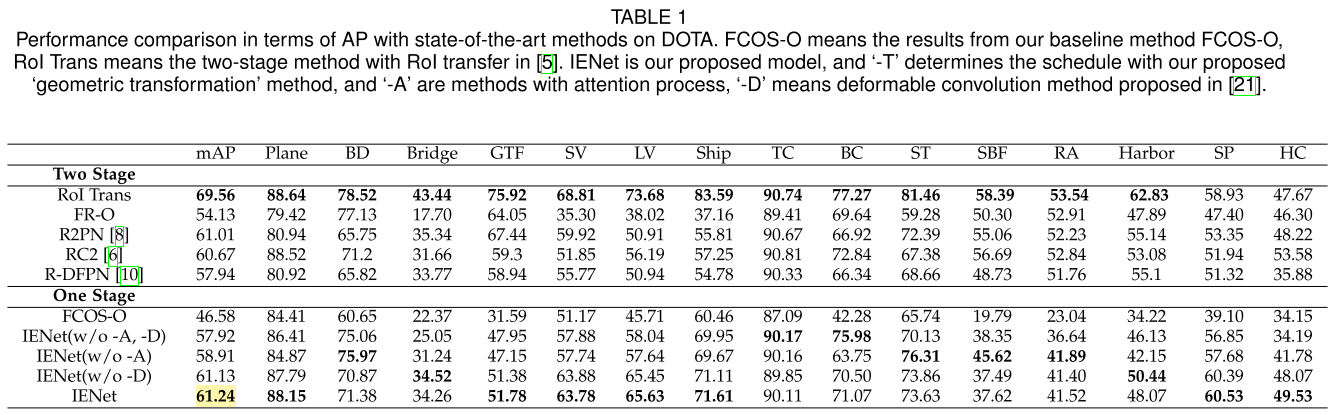 TABLE 1
Performance comparison in terms of AP with state-of-the-art methods on DOTA. FCOS-O means the results from our baseline method FCOS-O,
RoI Trans means the two-stage method with RoI transfer in [5]. IENet is our proposed model, and ‘-T’ determines the schedule with our proposed
‘geometric transformation’ method, and ‘-A’ are methods with attention process, ‘-D’ means deformable convolution method proposed in [21].
mAP Plane BD Bridge GTF SV LV Ship TC BC ST SBF RA Harbor SP HC
Two Stage
RoI Trans 69.56 88.64 78.52 43.44 75.92 68.81 73.68 83.59 90.74 77.27 81.46 58.39 53.54 62.83 58.93 47.67
FR-O 54.13 79.42 77.13 17.70 64.05 35.30 38.02 37.16 89.41 69.64 59.28 50.30 52.91 47.89 47.40 46.30
R2PN [8] 61.01 80.94 65.75 35.34 67.44 59.92 50.91 55.81 90.67 66.92 72.39 55.06 52.23 55.14 53.35 48.22
RC2 [6] 60.67 88.52 71.2 31.66 59.3 51.85 56.19 57.25 90.81 72.84 67.38 56.69 52.84 53.08 51.94 53.58
R-DFPN [10] 57.94 80.92 65.82 33.77 58.94 55.77 50.94 54.78 90.33 66.34 68.66 48.73 51.76 55.1 51.32 35.88
One Stage
FCOS-O 46.58 84.41 60.65 22.37 31.59 51.17 45.71 60.46 87.09 42.28 65.74 19.79 23.04 34.22 39.10 34.15
IENet(w/o -A, -D) 57.92 86.41 75.06 25.05 47.95 57.88 58.04 69.95 90.17 75.98 70.13 38.35 36.64 46.13 56.85 34.19
IENet(w/o -A) 58.91 84.87 75.97 31.24 47.15 57.74 57.64 69.67 90.16 63.75 76.31 45.62 41.89 42.15 57.68 41.78
IENet(w/o -D) 61.13 87.79 70.87 34.52 51.38 63.88 65.45 71.11 89.85 70.50 73.86 37.49 41.40 50.44 60.39 48.07
IENet 61.24 88.15 71.38 34.26 51.78 63.78 65.63 71.61 90.11 71.07 73.63 37.62 41.52 48.07 60.53 49.53